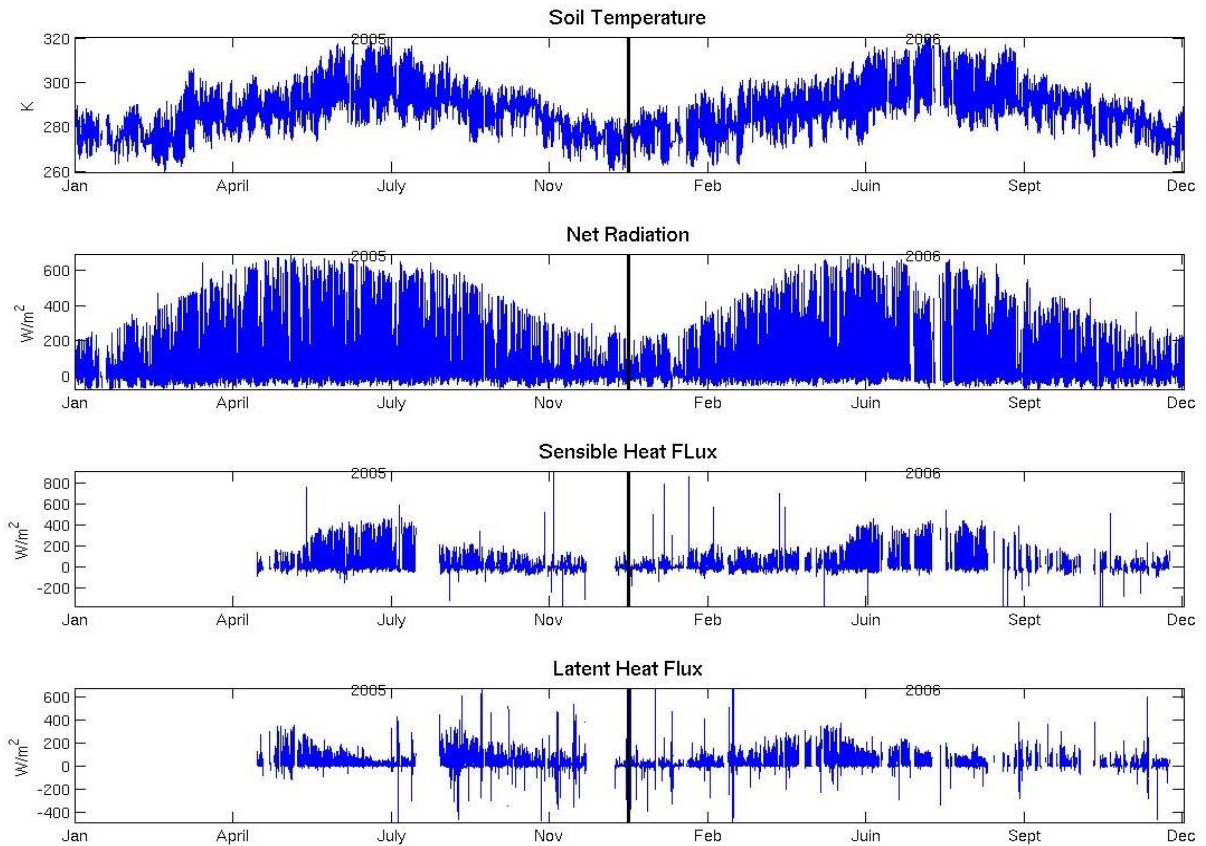 Soil Temperature
2005 2006
320
300
280
260
K
Jan April July Nov Feb Juin Sept Dec
Net Radiation
2005 2006
600
400
200
0
W/m²
Jan April July Nov Feb Juin Sept Dec
Sensible Heat FLux
2005 2006
800
600
400
200
0
-200
W/m²
Jan April July Nov Feb Juin Sept Dec
Latent Heat Flux
2005 2006
600
400
200
0
-200
-400
W/m²
Jan April July Nov Feb Juin Sept Dec